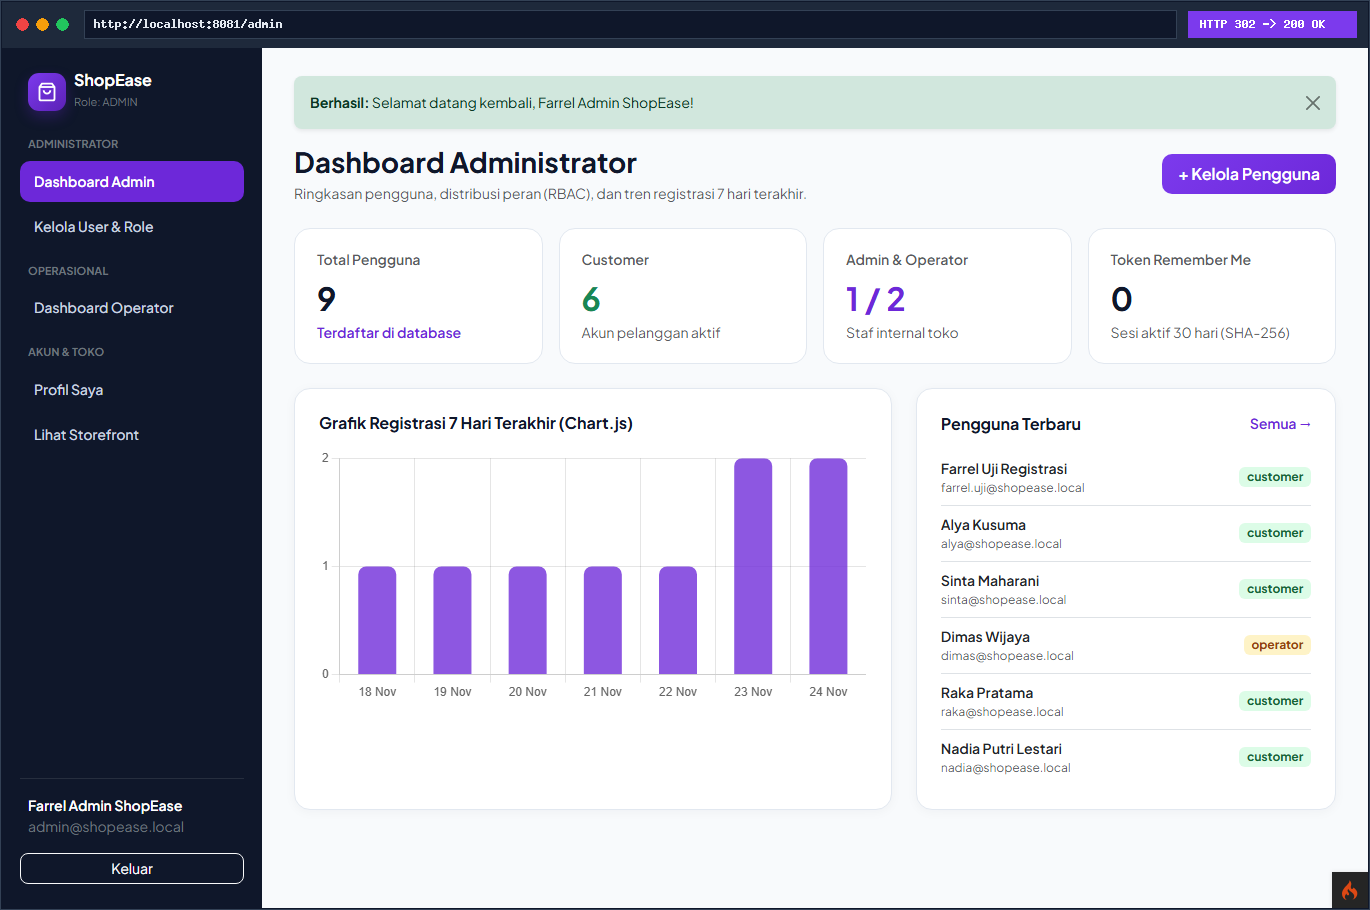 http://localhost:8081/admin
HTTP 302 -> 200 OK
ShopEase
Role: ADMIN
ADMINISTRATOR
Dashboard Admin
Kelola User & Role
OPERASIONAL
Dashboard Operator
AKUN & TOKO
Profil Saya
Lihat Storefront
Farrel Admin ShopEase
admin@shopease.local
Keluar
Berhasil: Selamat datang kembali, Farrel Admin ShopEase!
Dashboard Administrator
Ringkasan pengguna, distribusi peran (RBAC), dan tren registrasi 7 hari terakhir.
+ Kelola Pengguna
Total Pengguna
9
Terdaftar di database
Customer
6
Akun pelanggan aktif
Admin & Operator
1 / 2
Staf internal toko
Token Remember Me
0
Sesi aktif 30 hari (SHA-256)
Grafik Registrasi 7 Hari Terakhir (Chart.js)
2
1
0
18 Nov 19 Nov 20 Nov 21 Nov 22 Nov 23 Nov 24 Nov
Pengguna Terbaru
Semua →
Farrel Uji Registrasi
farrel.uji@shopease.local
customer
Alya Kusuma
alya@shopease.local
customer
Sinta Maharani
sinta@shopease.local
customer
Dimas Wijaya
dimas@shopease.local
operator
Raka Pratama
raka@shopease.local
customer
Nadia Putri Lestari
nadia@shopease.local
customer